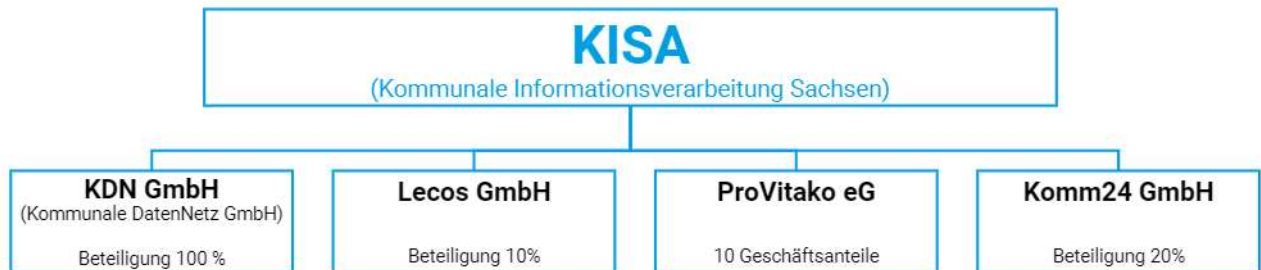 KISA
(Kommunale Informationsverarbeitung Sachsen)
KDN GmbH
(Kommunale DatenNetz GmbH)
Beteiligung 100 %
Lecos GmbH
Beteiligung 10%
ProVitako eG
10 Geschäftsanteile
Komm24 GmbH
Beteiligung 20%